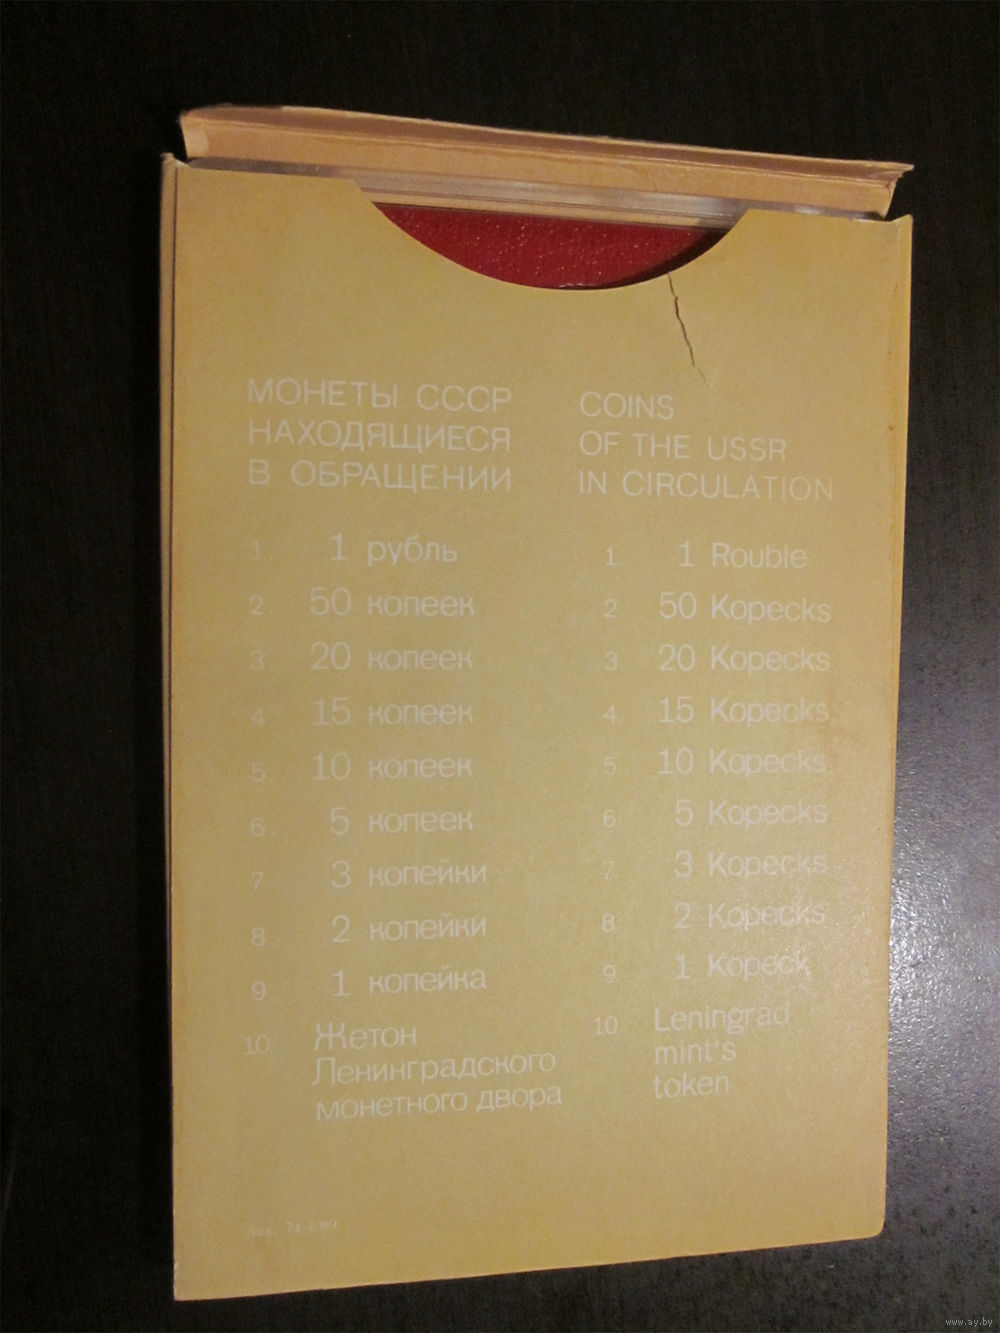 МОНЕТЫ СССР
НАХОДЯЩИЕСЯ
В ОБРАЩЕНИИ
1. 1 рубль
2. 50 копеек
3. 20 копеек
4 15 копеек
5. 10 копеек
6. 5 копеек
7. 3 копейки
8. 2 копейки
9. 1 копейка
10. Жетон
Ленинградского
монетного двора
COINS
OF THE USSR
IN CIRCULATION
1. 1 Rouble
2 50 Kopecks
3 20 Kopecks
4 15 Kopecks
5. 10 Kopecks
6 5 Kopecks
7. 3 Kopecks
8. 2 Kopecks
9 1 Kopeck
10 Leningrad
mint's
token
www.ay.by